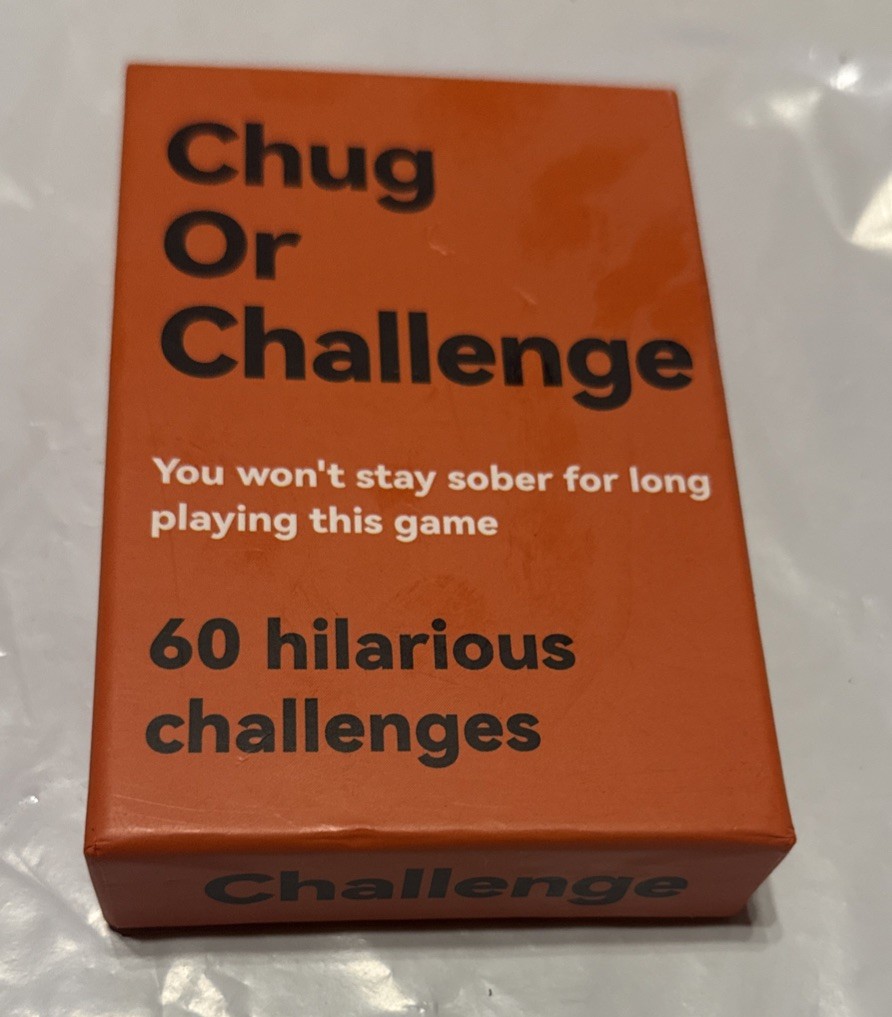 Chug
Or
Challenge
You won't stay sober for long
playing this game
60 hilarious
challenges
Challenge